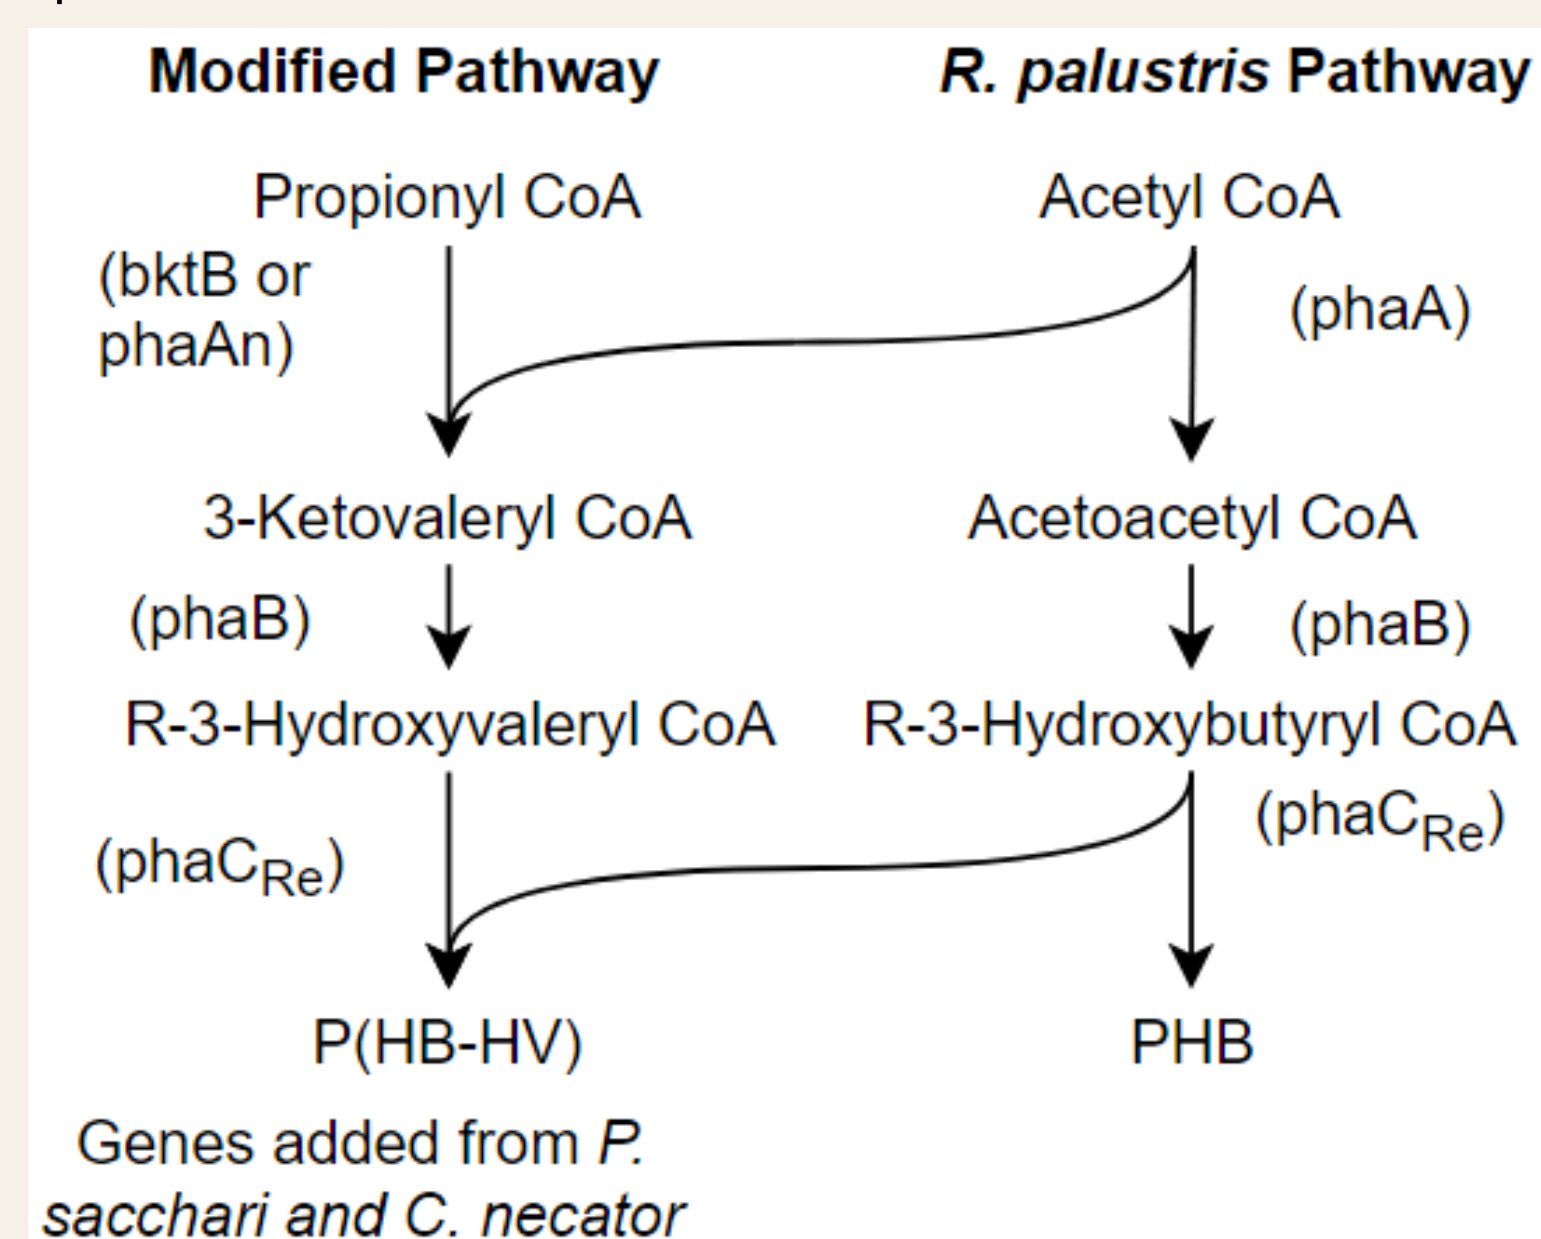 Modified Pathway
R. palustris Pathway
Propionyl CoA
Acetyl CoA
(bktB or
phaAn)
(phaA)
3-Ketovaleryl CoA
Acetoacetyl CoA
(phaB)
(phaB)
R-3-Hydroxyvaleryl CoA
R-3-Hydroxybutyryl CoA
(phaCRe)
(phaCRe)
P(HB-HV)
PHB
Genes added from P.
sacchari and C. necator